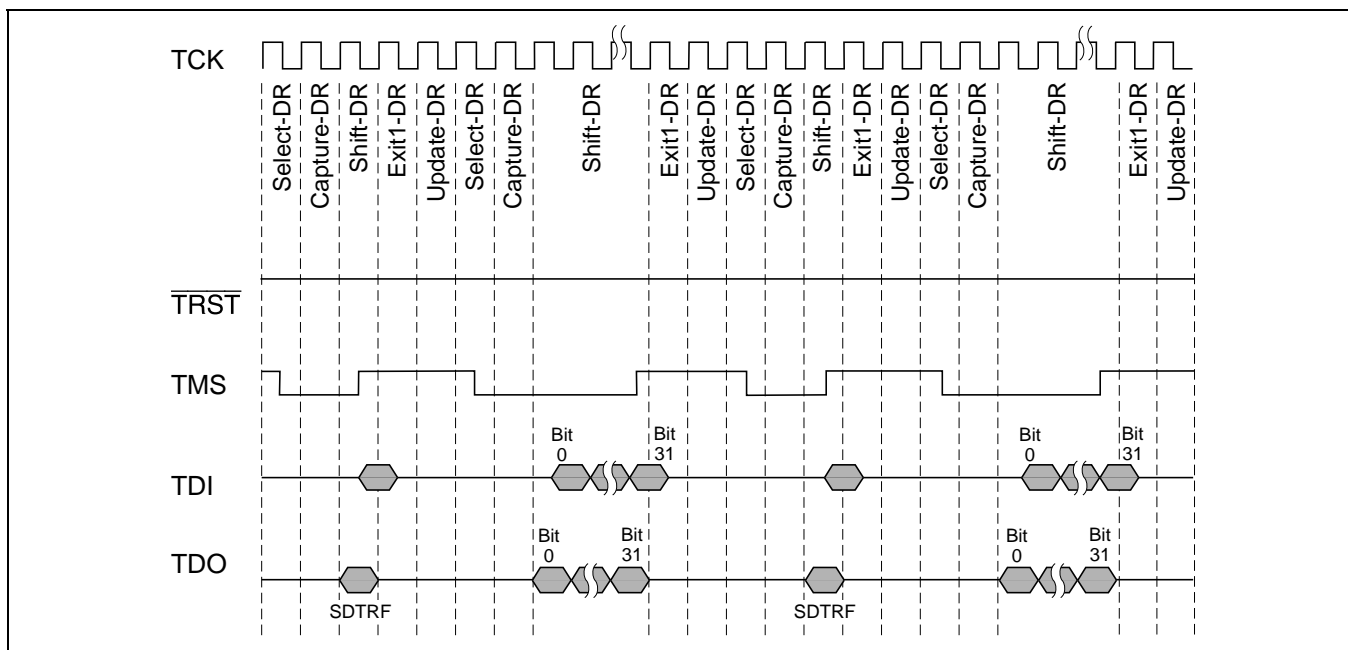 TCK
Select-DR
Capture-DR
Shift-DR
Exit1-DR
Update-DR
Select-DR
Capture-DR
Shift-DR
Exit1-DR
Update-DR
Select-DR
Capture-DR
Shift-DR
Exit1-DR
Update-DR
Select-DR
Capture-DR
Shift-DR
Exit1-DR
Update-DR
TRST
TMS
TDI
Bit
0
Bit
31
Bit
0
Bit
31
TDO
SDTRF
Bit
0
Bit
31
SDTRF
Bit
0
Bit
31